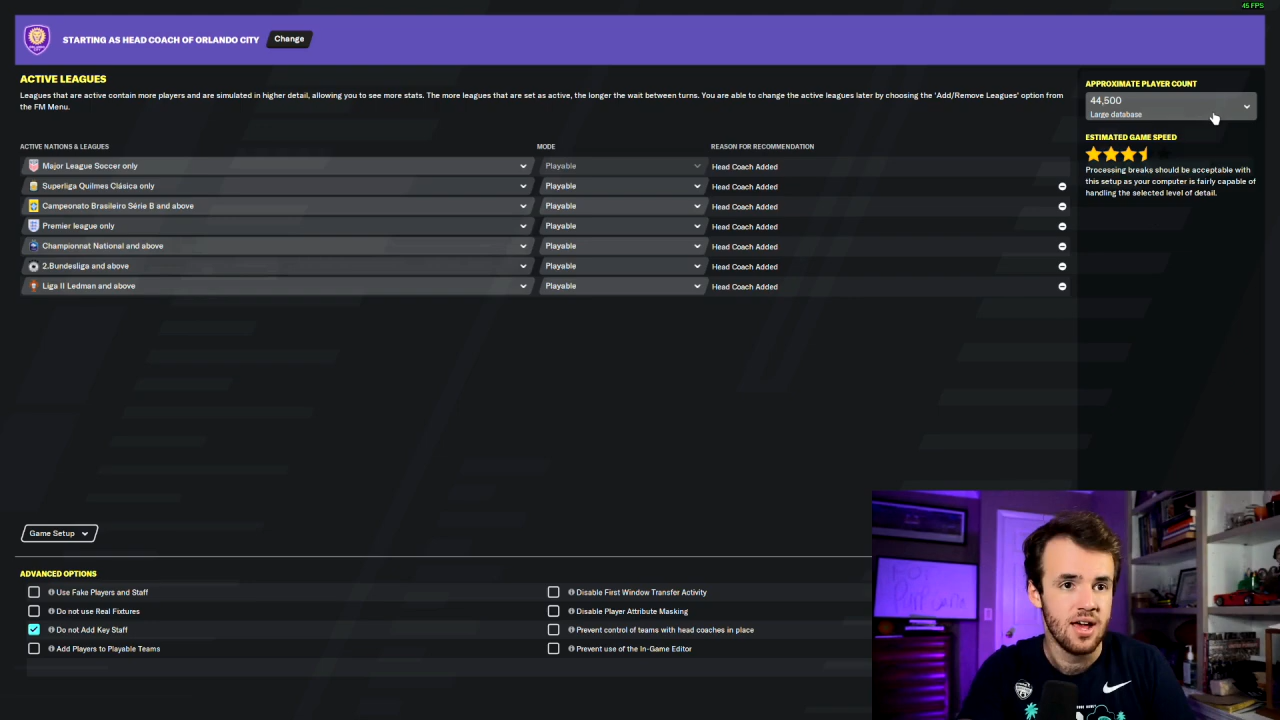 45 FPS
STARTING AS HEAD COACH OF ORLANDO CITY
Change
ACTIVE LEAGUES
Leagues that are active contain more players and are simulated in higher detail, allowing you to see more stats. The more leagues that are set as active, the longer the wait between turns. You are able to change the active leagues later by choosing the 'Add/Remove Leagues' option from
the FM Menu.
APPROXIMATE PLAYER COUNT
44,500
Large database
ESTIMATED GAME SPEED
Processing breaks should be acceptable with
this setup as your computer is fairly capable of
handling the selected level of detail.
ACTIVE NATIONS & LEAGUES MODE REASON FOR RECOMMENDATION
Major League Soccer only Playable Head Coach Added
Superliga Quilmes Clásica only Playable Head Coach Added
Campeonato Brasileiro Série B and above Playable Head Coach Added
Premier league only Playable Head Coach Added
Championnat National and above Playable Head Coach Added
2.Bundesliga and above Playable Head Coach Added
Liga II Ledman and above Playable Head Coach Added
Game Setup
ADVANCED OPTIONS
Use Fake Players and Staff
Do not use Real Fixtures
Do not Add Key Staff
Add Players to Playable Teams
Disable First Window Transfer Activity
Disable Player Attribute Masking
Prevent control of teams with head coaches in place
Prevent use of the In-Game Editor